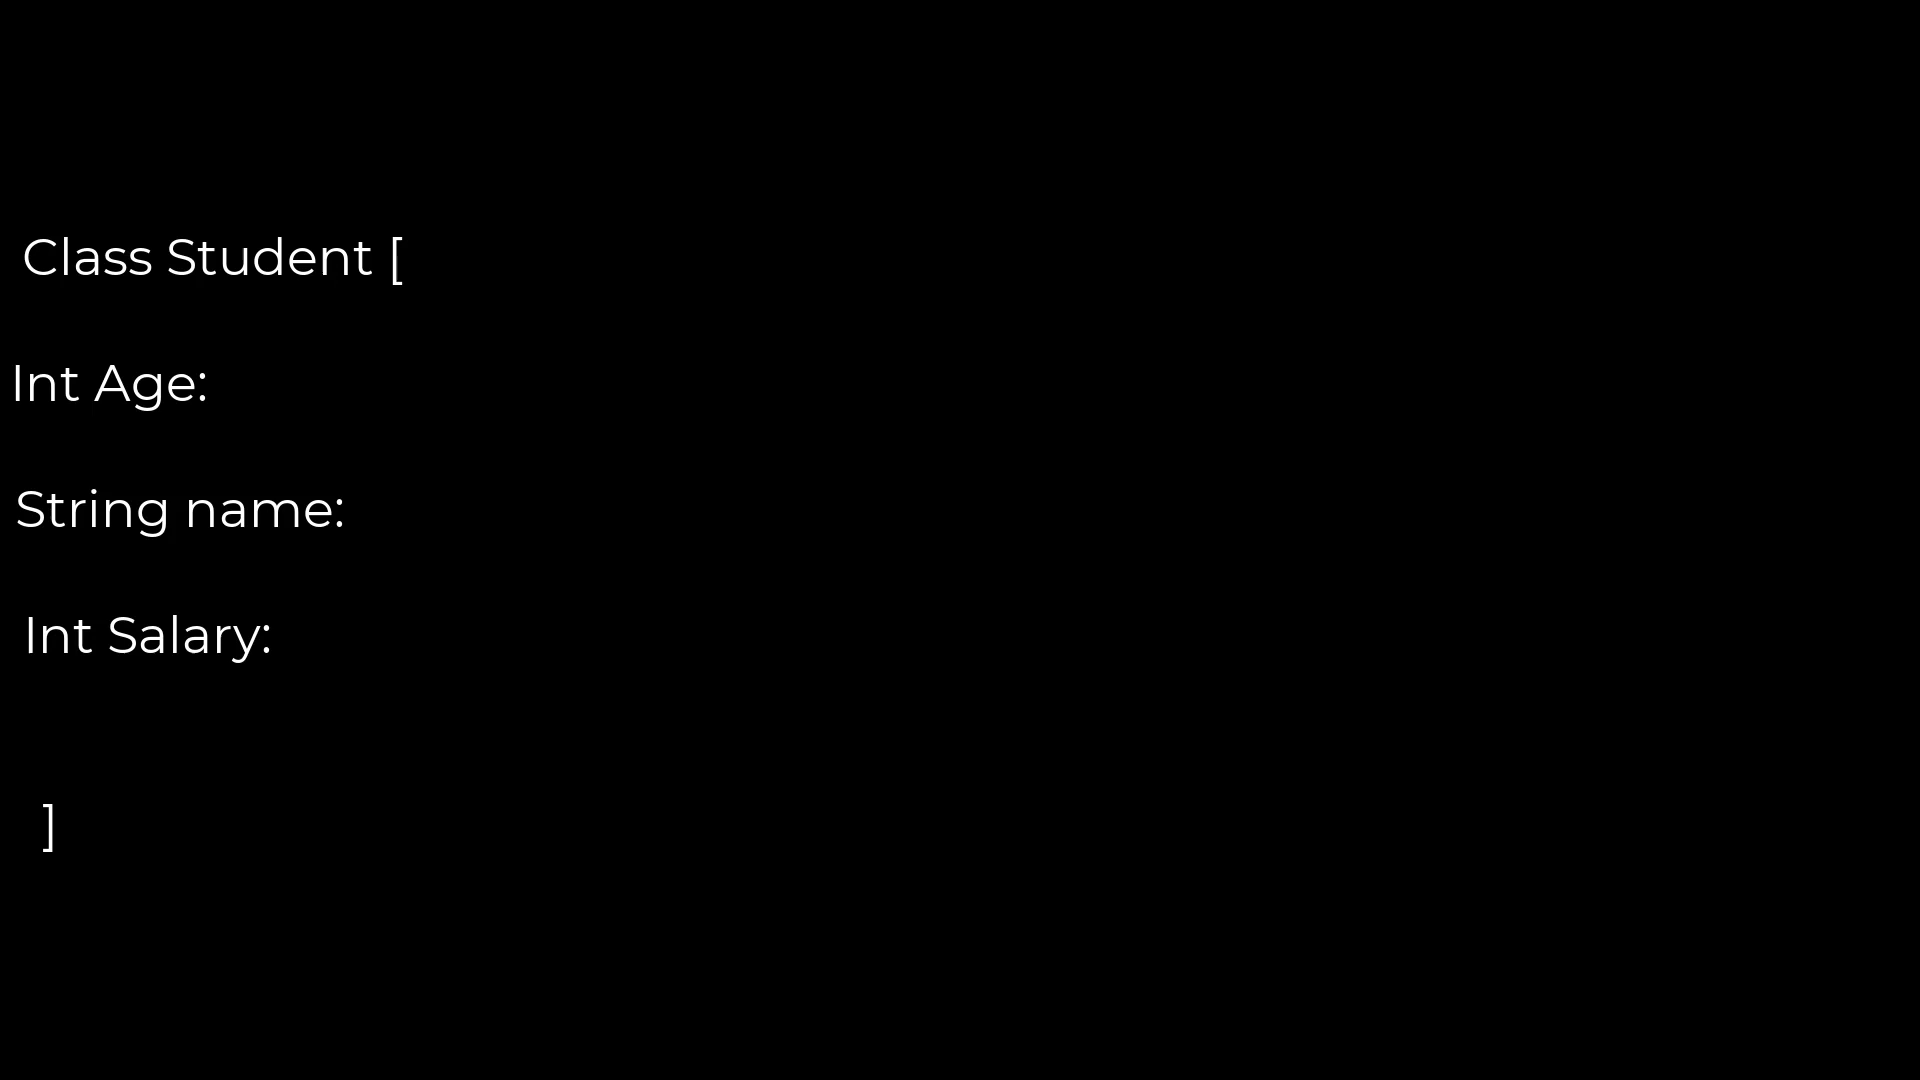 Class Student [
Int Age:
String name:
Int Salary:
]